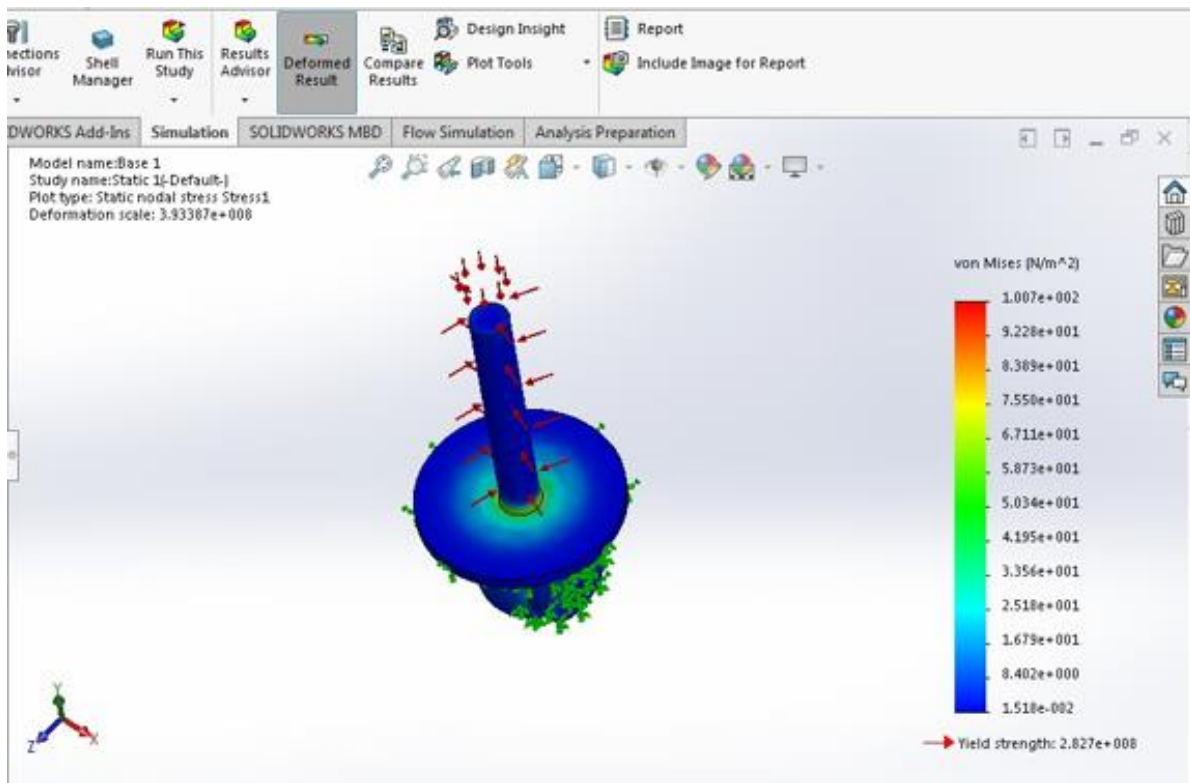 nections
lvisor
Shell
Manager
Run This
Study
Results
Advisor
Deformed
Result
Compare
Results
Design Insight
Plot Tools
Report
Include Image for Report
IDWORKS Add-Ins
Simulation
SOLIDWORKS MBD
Flow Simulation
Analysis Preparation
Model name:Base 1
Study name:Static 1(-Default-)
Plot type: Static nodal stress Stress1
Deformation scale: 3.93387e+008
von Mises (N/m^2)
1.007e+002
9.228e+001
8.389e+001
7.550e+001
6.711e+001
5.873e+001
5.034e+001
4.195e+001
3.356e+001
2.518e+001
1.679e+001
8.402e+000
1.518e-002
Yield strength: 2.827e+008
Y
Z
X